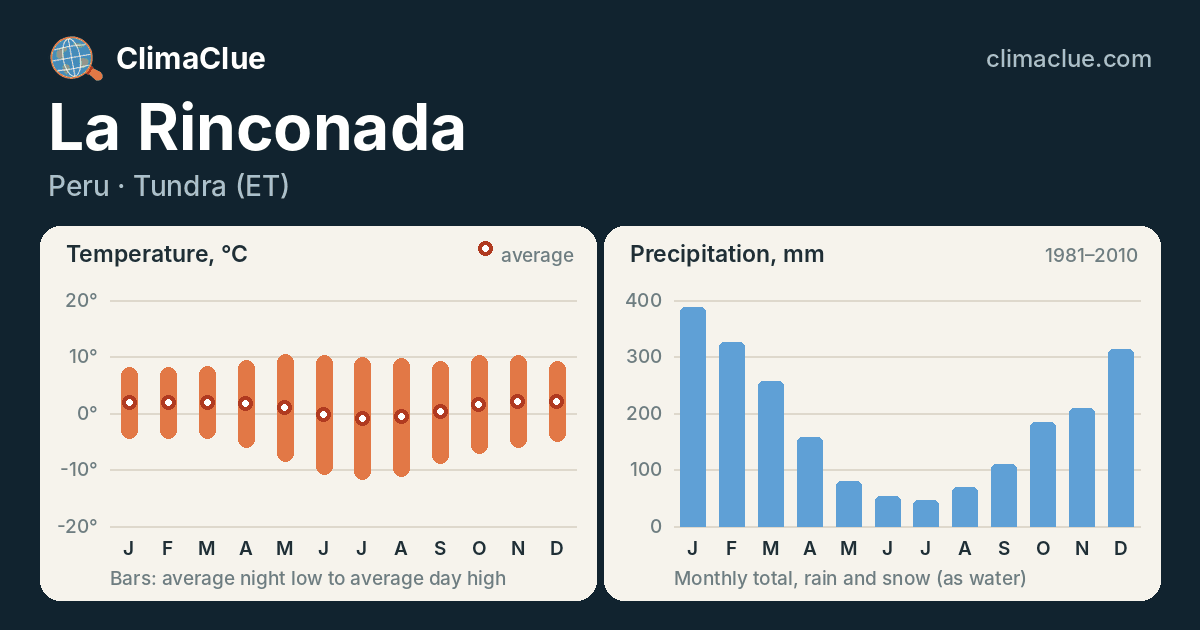 ClimaClue
climaclue.com
La Rinconada
Peru · Tundra (ET)
Temperature, °C
average
20°
10°
0°
-10°
-20°
J F M A M J J A S O N D
Bars: average night low to average day high
Precipitation, mm
1981–2010
400
300
200
100
0
J F M A M J J A S O N D
Monthly total, rain and snow (as water)